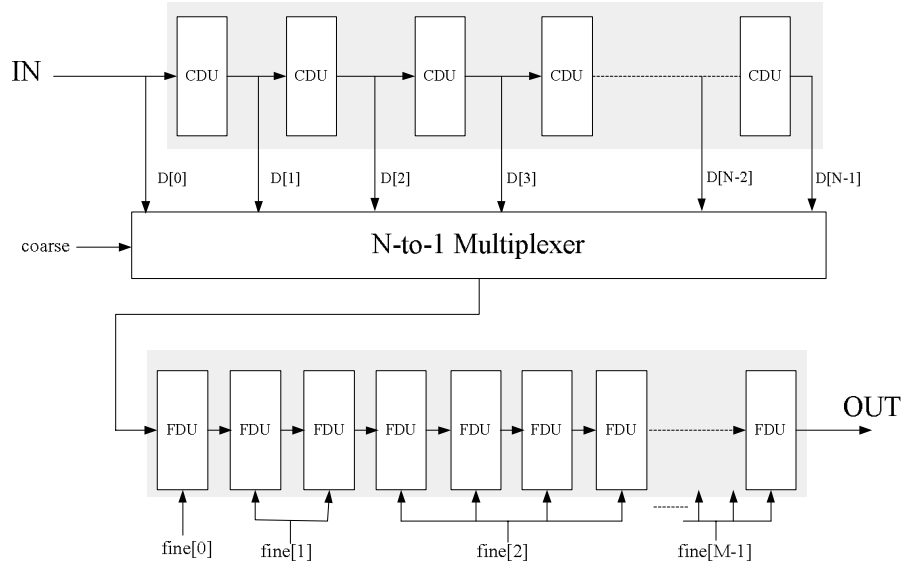 IN
CDU
CDU
CDU
CDU
CDU
D[0]
D[1]
D[2]
D[3]
D[N-2]
D[N-1]
coarse
N-to-1 Multiplexer
FDU
FDU
FDU
FDU
FDU
FDU
FDU
FDU
OUT
fine[0]
fine[1]
fine[2]
fine[M-1]